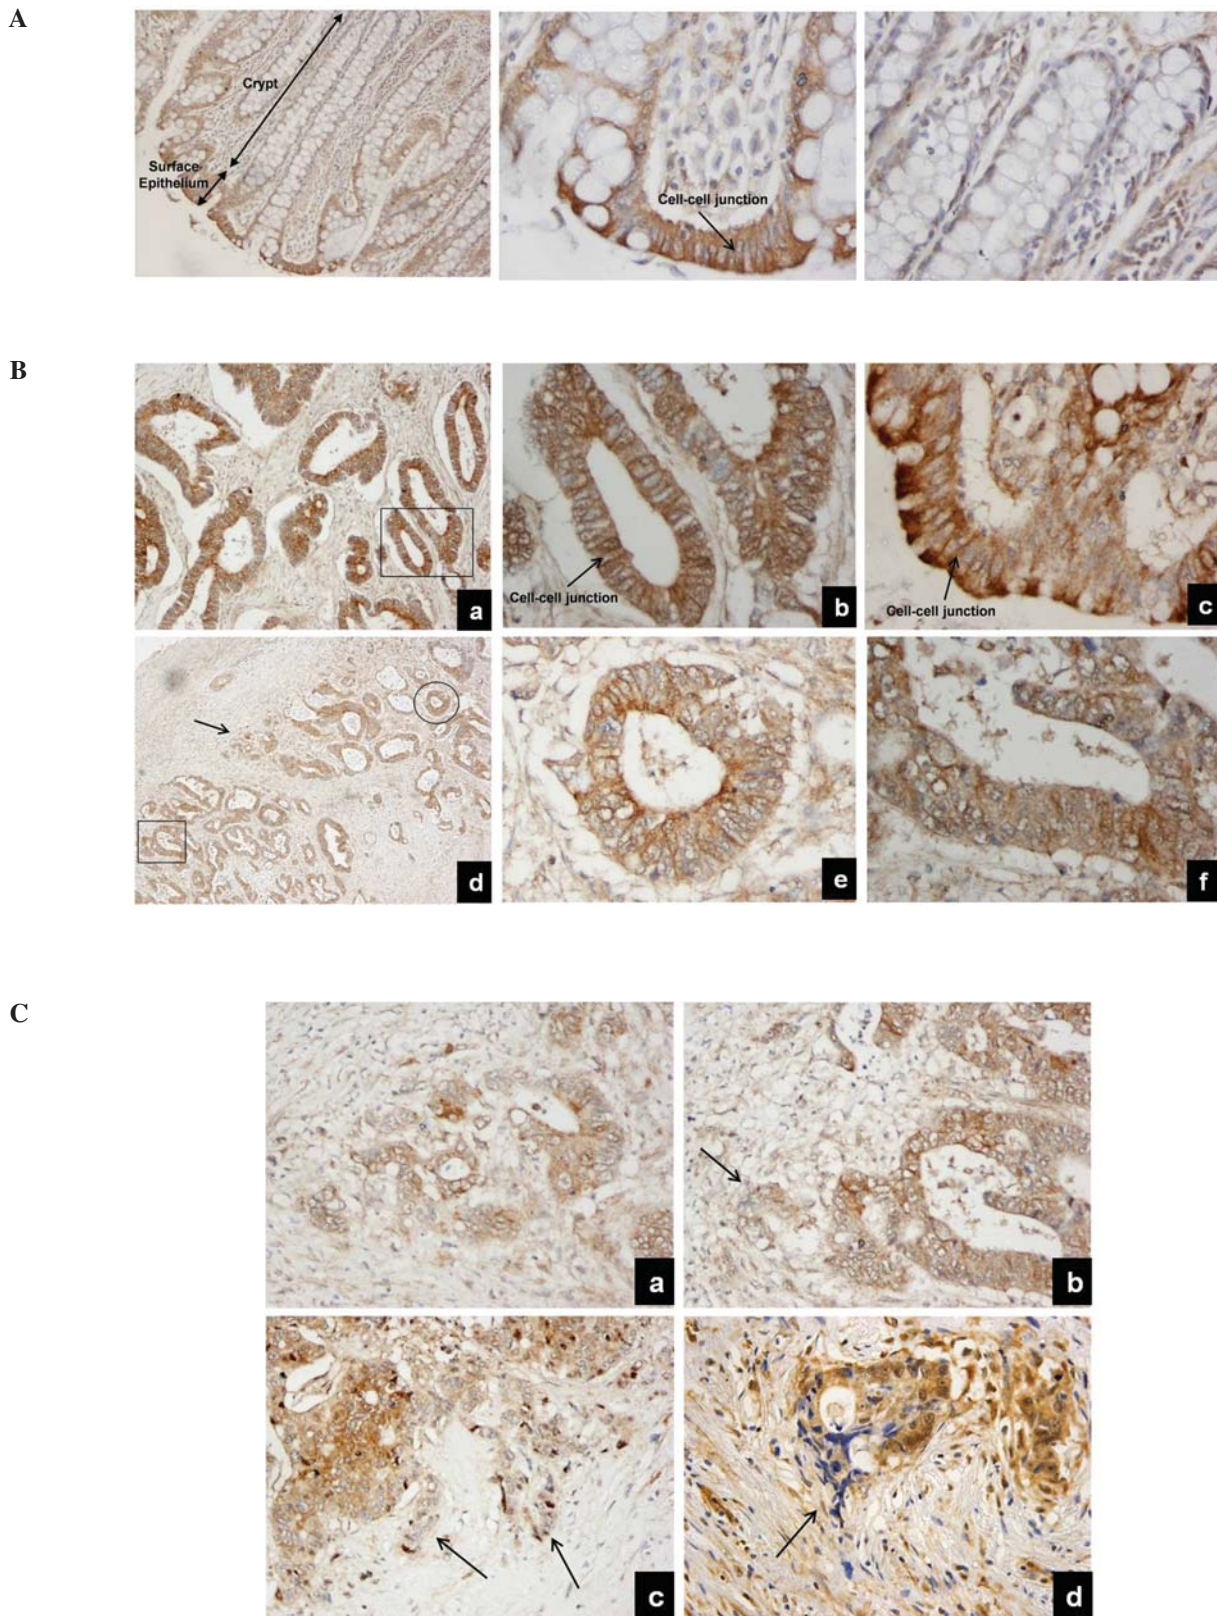 A
Crypt
Surface
Epithelium
Cell-cell junction
B
a
Cell-cell junction
b
Cell-cell junction
c
d
e
f
C
a
b
c
d